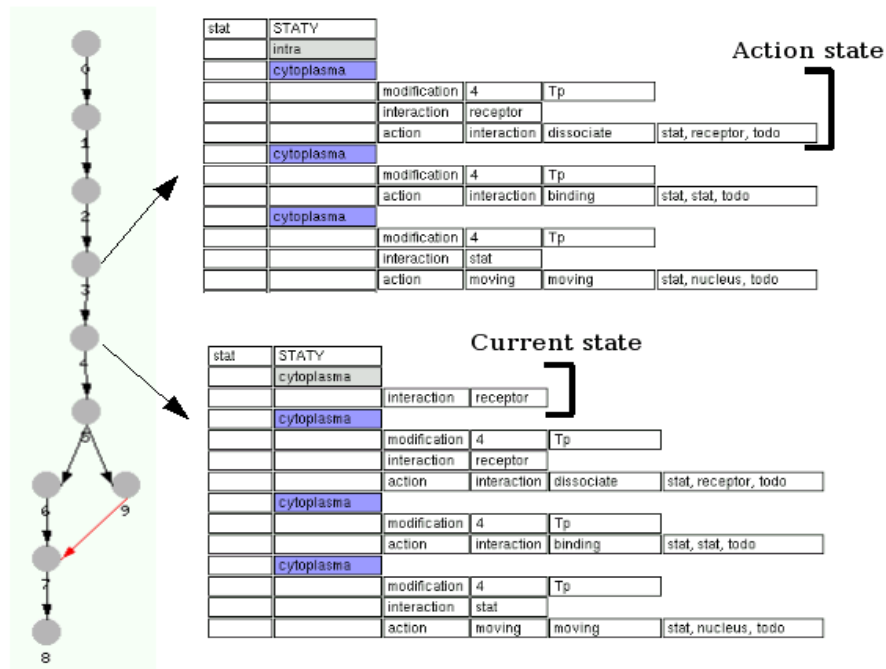 0
1
2
3
4
5
6
9
7
8
Action state
stat STATY
intra
cytoplasma
modification 4 Tp
interaction receptor
action interaction dissociate stat, receptor, todo
cytoplasma
modification 4 Tp
action interaction binding stat, stat, todo
cytoplasma
modification 4 Tp
interaction stat
action moving moving stat, nucleus, todo
Current state
stat STATY
cytoplasma
interaction receptor
cytoplasma
modification 4 Tp
interaction receptor
action interaction dissociate stat, receptor, todo
cytoplasma
modification 4 Tp
action interaction binding stat, stat, todo
cytoplasma
modification 4 Tp
interaction stat
action moving moving stat, nucleus, todo